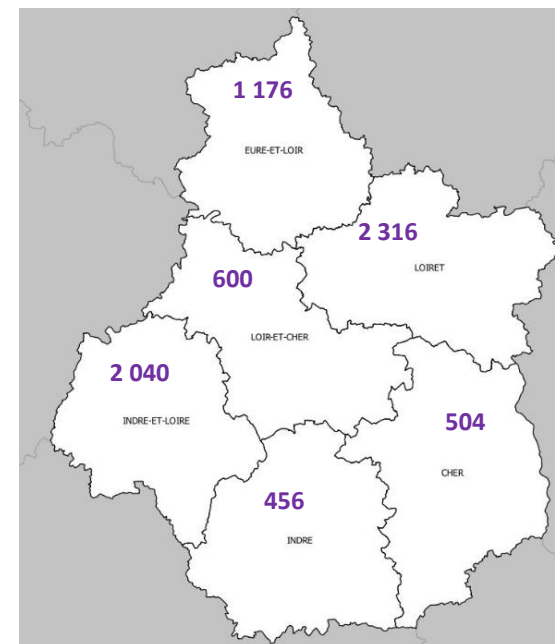 1 176
EURE-ET-LOIR
2 316
LOIRET
600
LOIR-ET-CHER
2 040
INDRE-ET-LOIRE
504
CHER
456
INDRE